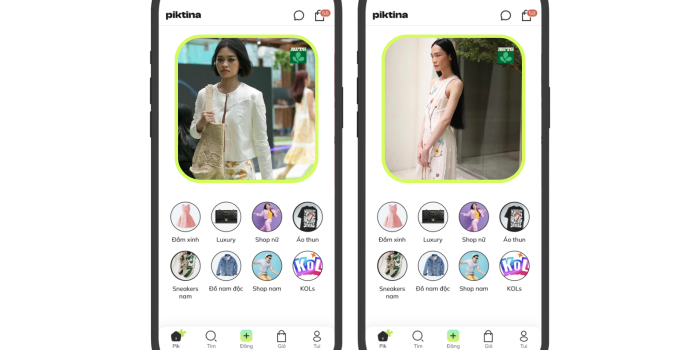 piktina
Đầm xinh
Luxury
Shop nữ
Áo thun
Sneakers
nam
Đồ nam độc
Shop nam
KOL
KOLs
Pik
Tìm
Đăng
Giỏ
Tui
piktina
Đầm xinh
Luxury
Shop nữ
Áo thun
Sneakers
nam
Đồ nam độc
Shop nam
KOL
KOLs
Pik
Tìm
Đăng
Giỏ
Tui